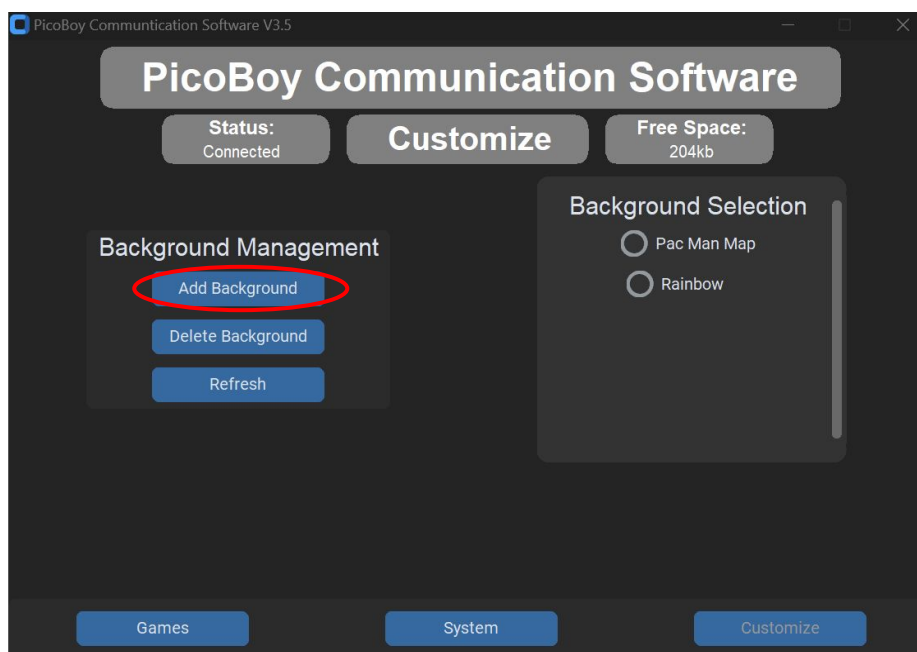 PicoBoy Communtication Software V3.5
PicoBoy Communication Software
Status:
Connected
Customize
Free Space:
204kb
Background Management
Add Background
Delete Background
Refresh
Background Selection
Pac Man Map
Rainbow
Games
System
Customize